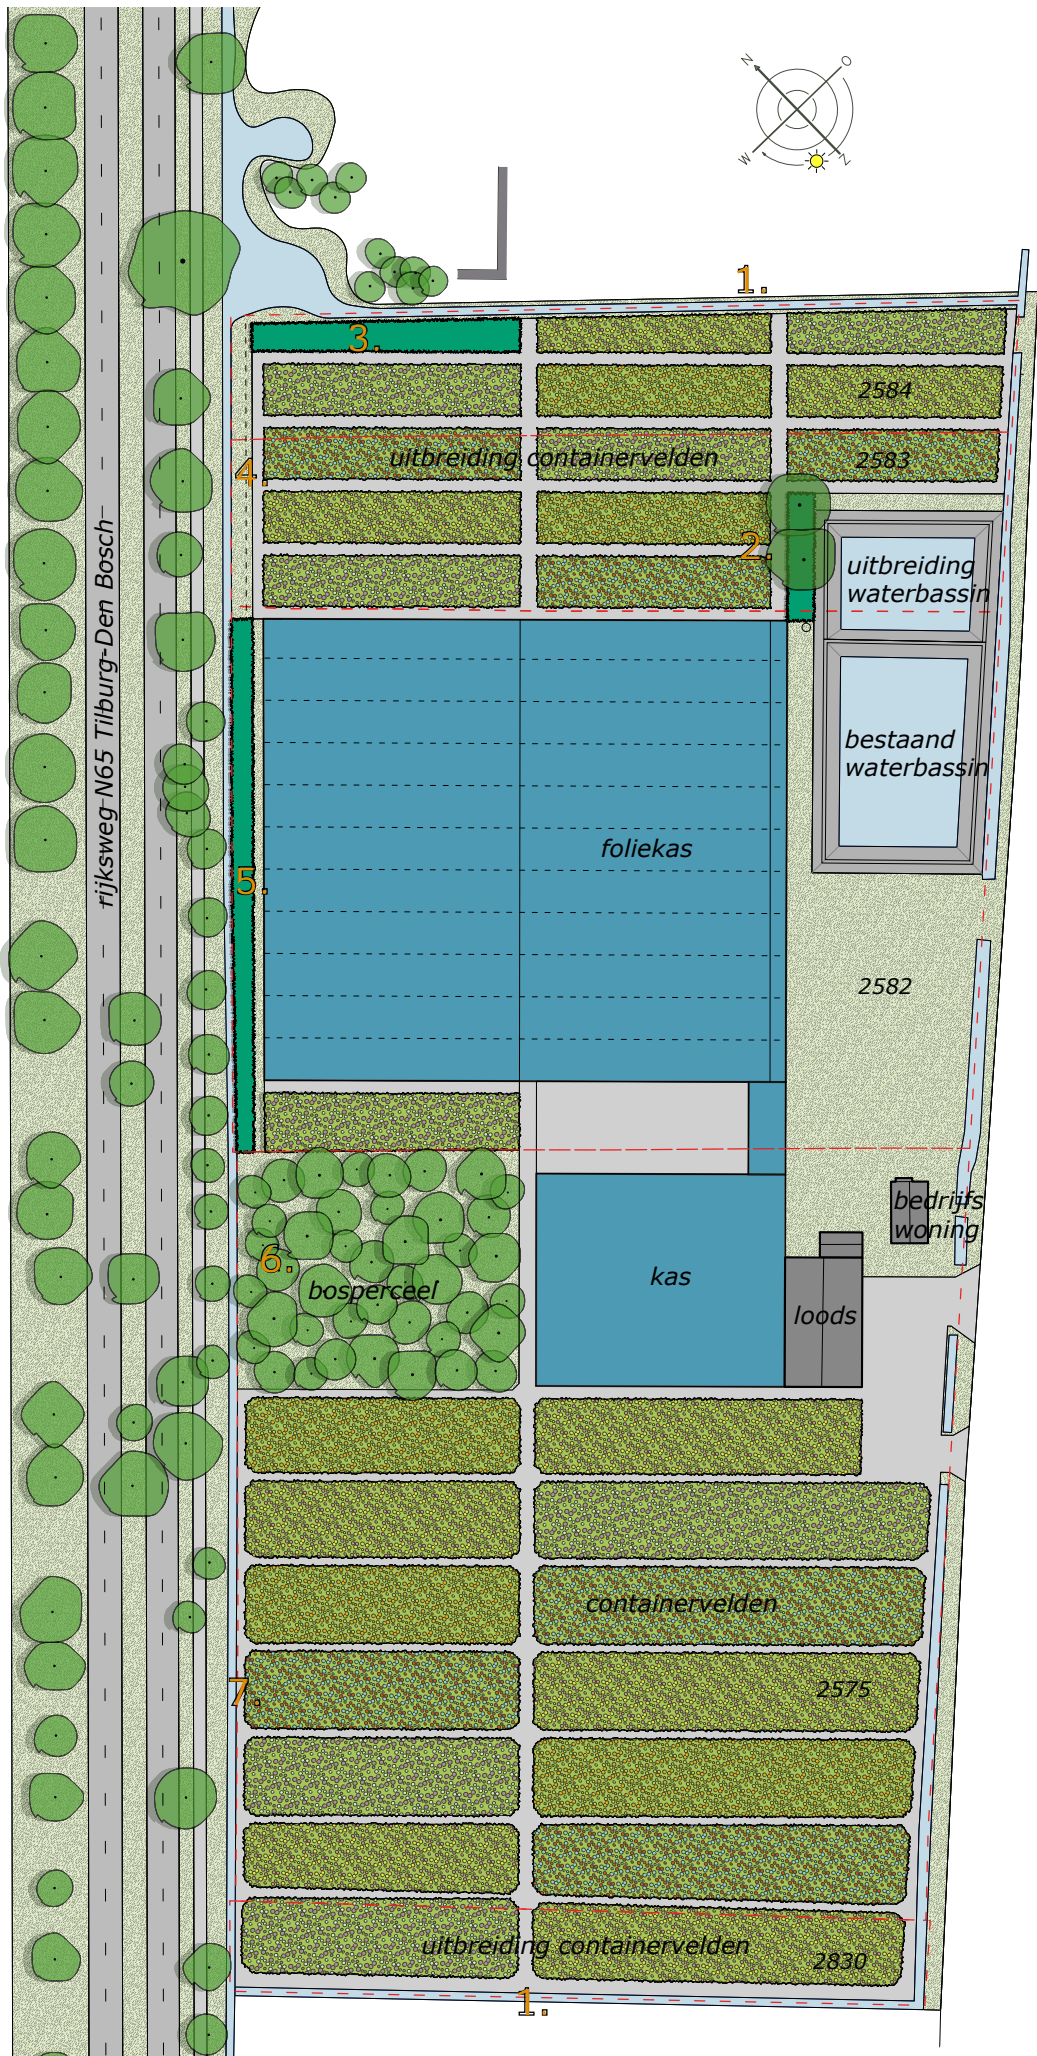 N
O
W
Z
1.
3.
2584
4.
uitbreiding containervelden
2583
2.
uitbreiding
waterbassin
rijksweg N65 Tilburg-Den Bosch
bestaand
waterbassin
foliekas
5.
2582
bedrijfs
woning
6.
bosperceel
kas
loods
containervelden
7.
2575
uitbreiding containervelden
2830
1.